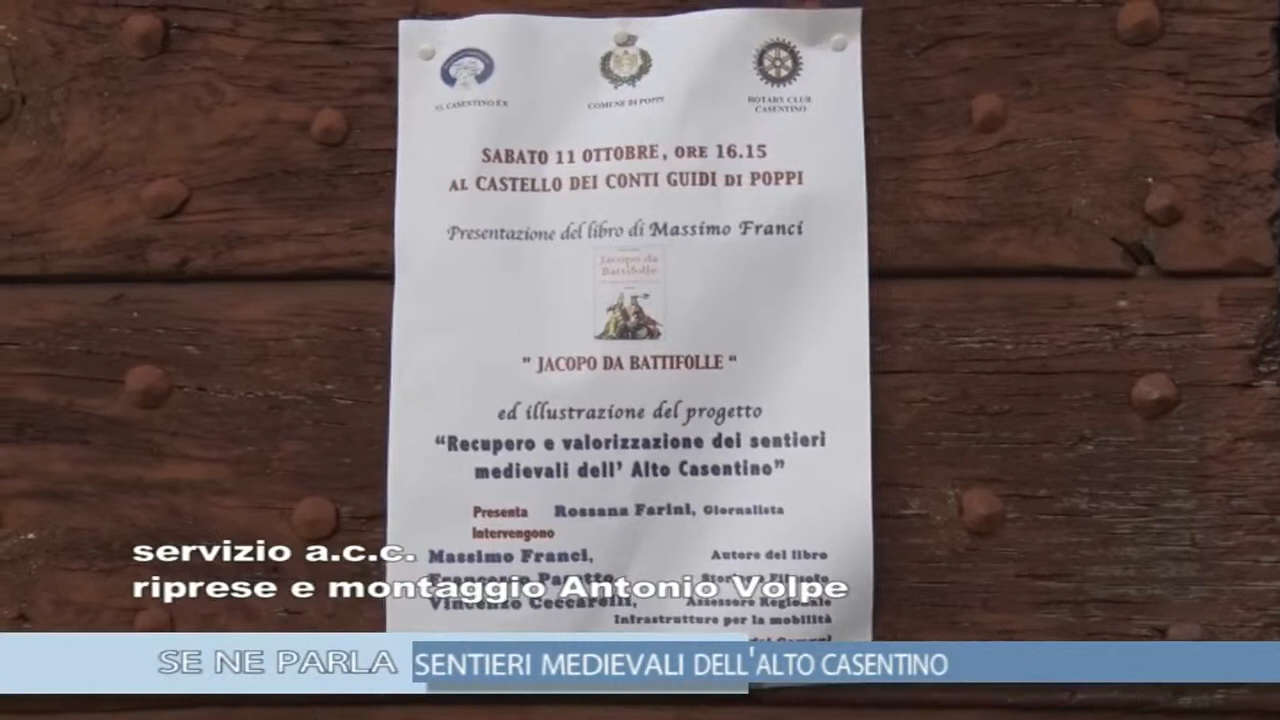 SS. CASENTINO EX
COMUNE DI POPPI
ROTARY CLUB
CASENTINO
SABATO 11 OTTOBRE, ORE 16.15
AL CASTELLO DEI CONTI GUIDI DI POPPI
Presentazione del libro di Massimo Franci
Jacopo da
Battifolle
" JACOPO DA BATTIFOLLE "
ed illustrazione del progetto
"Recupero e valorizzazione dei sentieri
medievali dell' Alto Casentino"
Presenta Rossana Farini, Giornalista
Intervengono
Massimo Franci, Autore del libro
Vincenzo Ceccarelli, Assessore Regionale
Infrastrutture per la mobilità
servizio a.c.c.
riprese e montaggio Antonio Volpe
SE NE PARLA SENTIERI MEDIEVALI DELL'ALTO CASENTINO